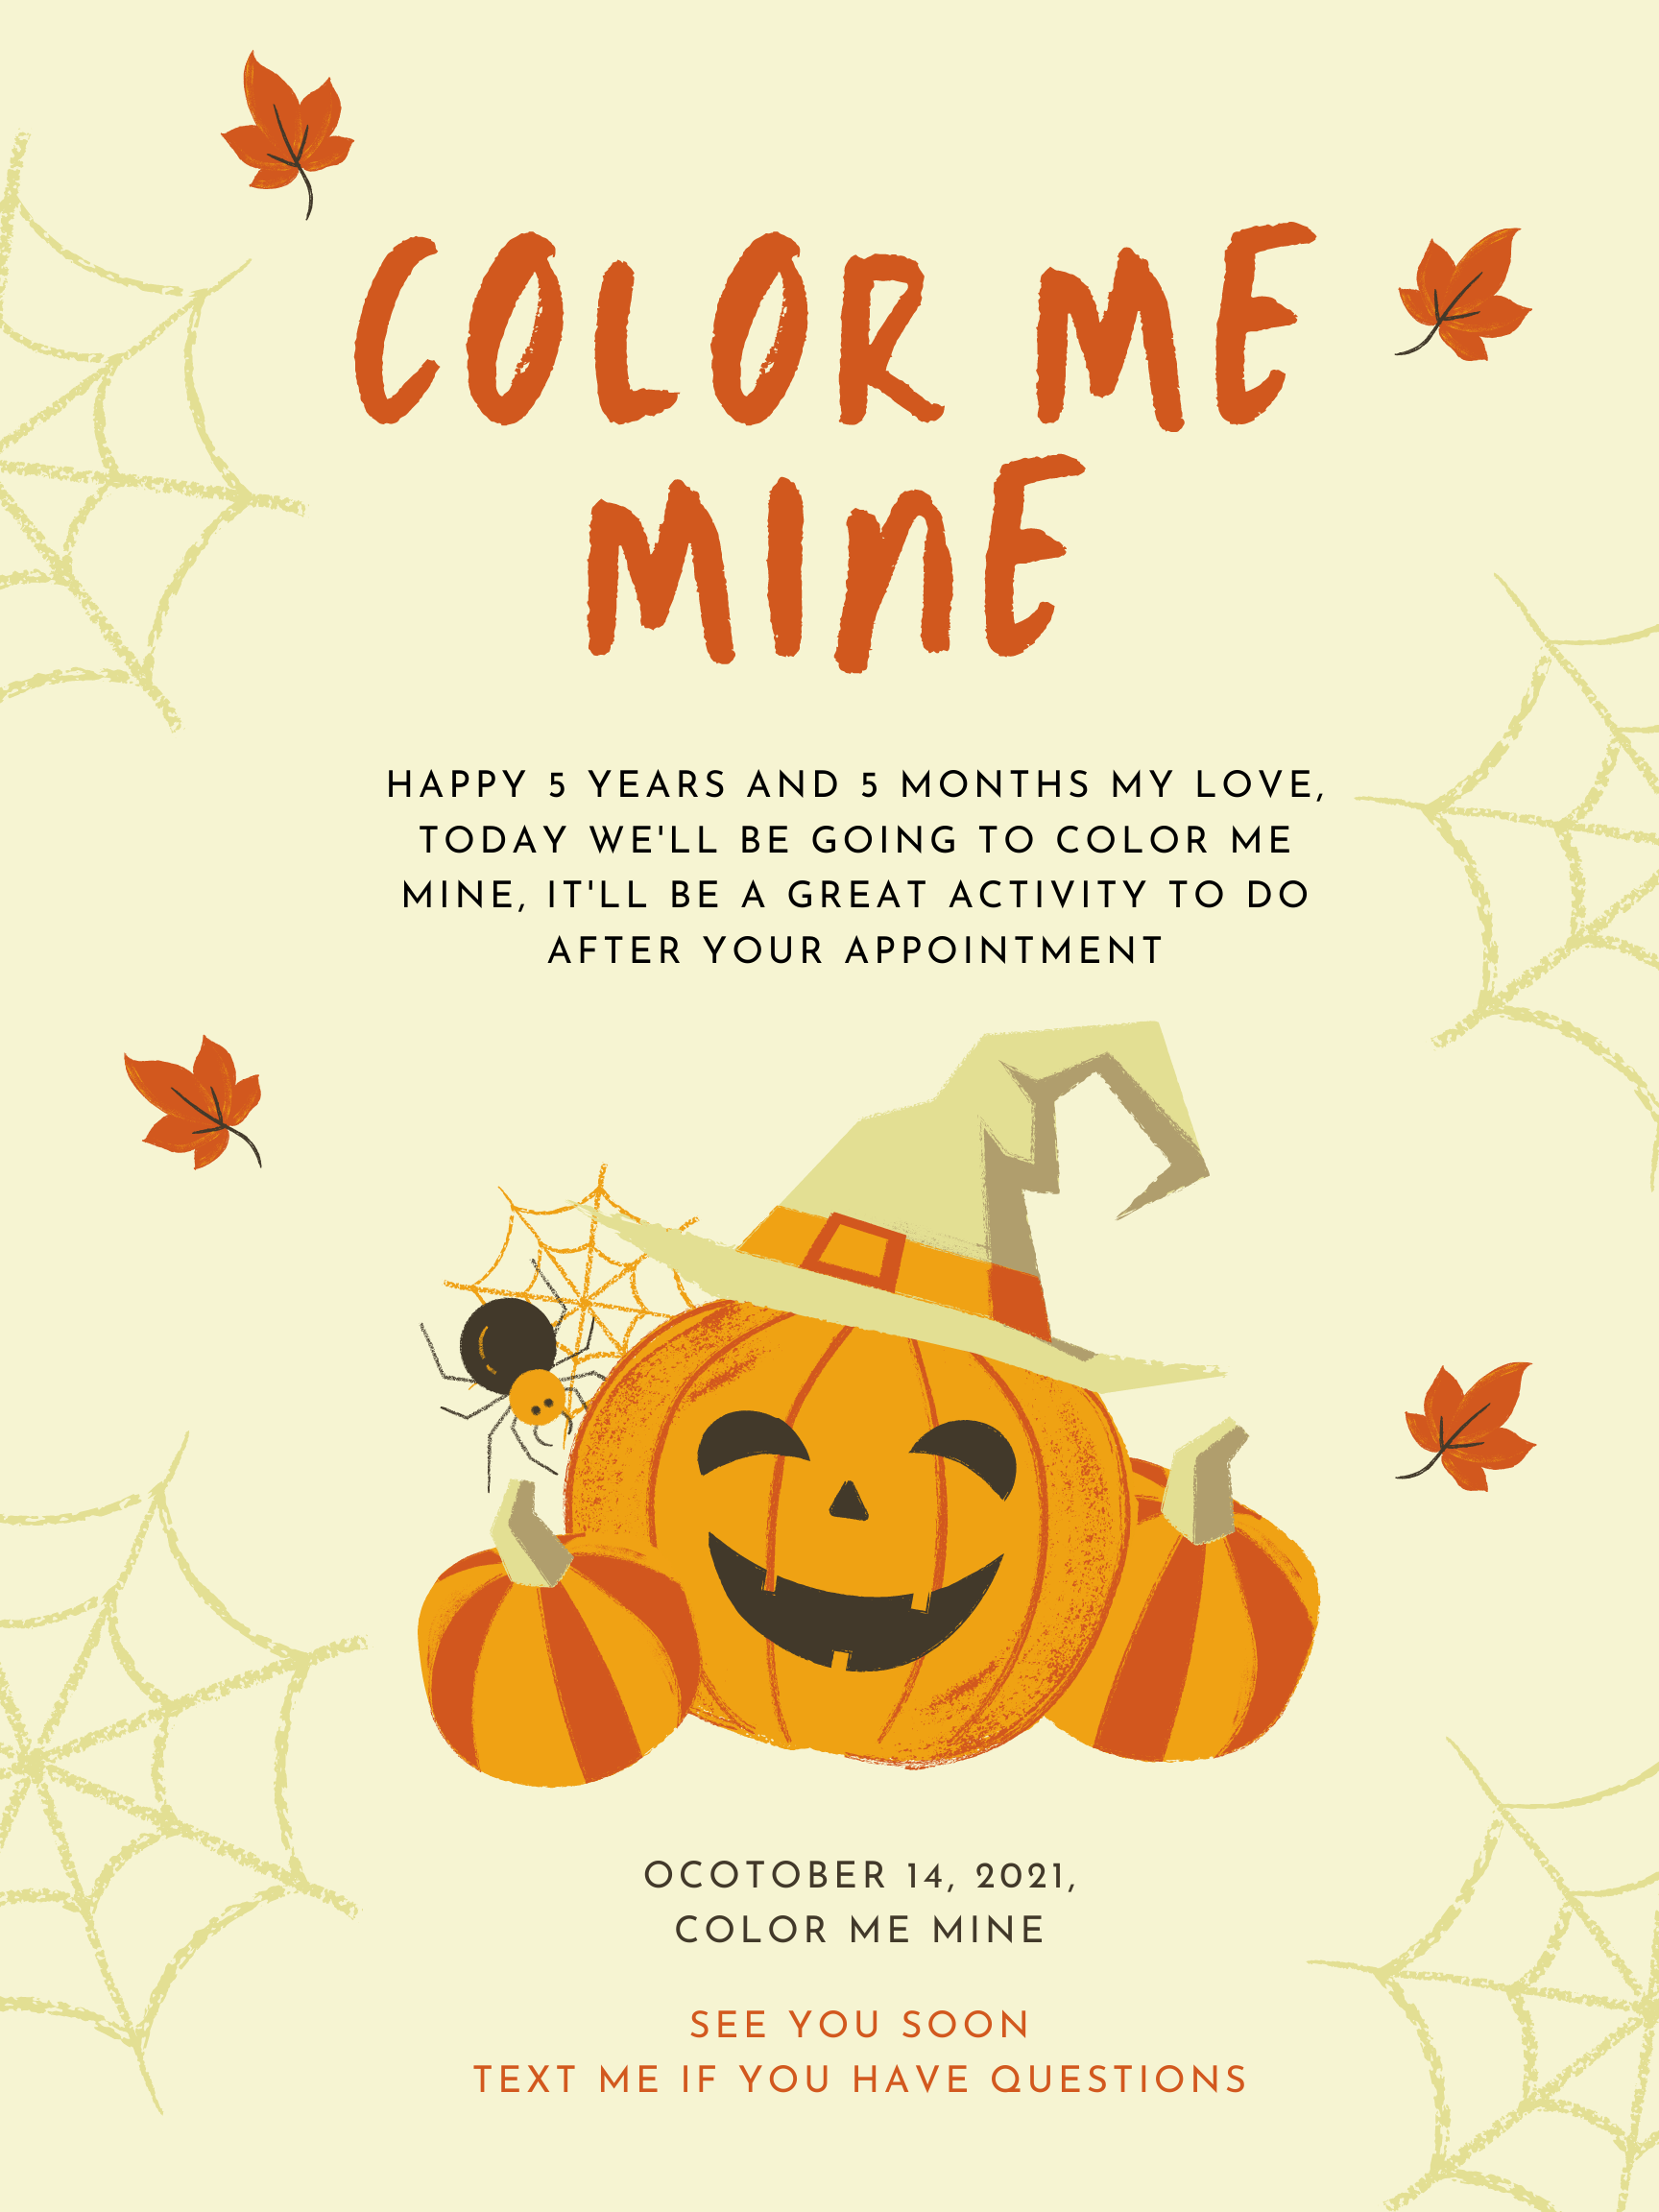 COLOR ME
MINE
HAPPY 5 YEARS AND 5 MONTHS MY LOVE,
TODAY WE'LL BE GOING TO COLOR ME
MINE, IT'LL BE A GREAT ACTIVITY TO DO
AFTER YOUR APPOINTMENT
OCOTOBER 14, 2021,
COLOR ME MINE
SEE YOU SOON
TEXT ME IF YOU HAVE QUESTIONS